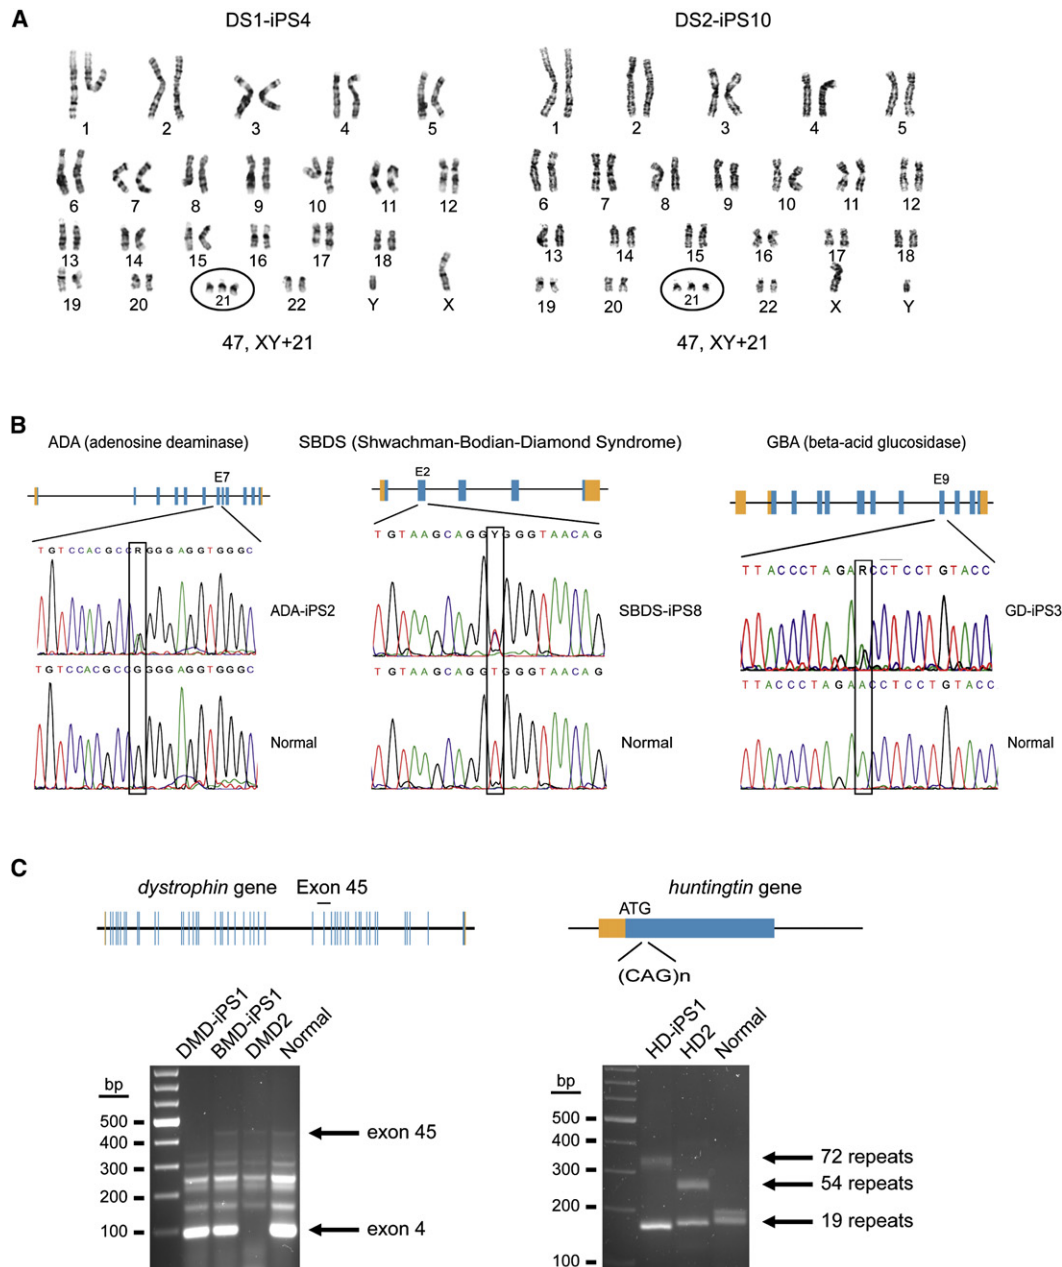 A
DS1-iPS4
DS2-iPS10
1 2 3 4 5
1 2 3 4 5
6 7 8 9 10 11 12
6 7 8 9 10 11 12
13 14 15 16 17 18
13 14 15 16 17 18
19 20 21 22 Y X
19 20 21 22 X Y
47, XY+21
47, XY+21
B
ADA (adenosine deaminase)
SBDS (Shwachman-Bodian-Diamond Syndrome)
GBA (beta-acid glucosidase)
E7
E2
E9
TGTCCACGCCRGGGAGGTGGGC
ADA-iPS2
TGTCCACGCCGGGGAGGTGGGC
Normal
TGTAAGCAGGYGGGTAACAG
SBDS-iPS8
TGTAAGCAGGTGGGTAACAG
Normal
TTACCCTAGARCCTCCTGTACC
GD-iPS3
TTACCCTAGAACCTCCTGTACC
Normal
C
dystrophin gene
Exon 45
DMD-iPS1
BMD-iPS1
DMD2
Normal
bp
500
400
300
200
100
exon 45
exon 4
huntingtin gene
ATG
(CAG)n
HD-iPS1
HD2
Normal
bp
500
400
300
200
100
72 repeats
54 repeats
19 repeats